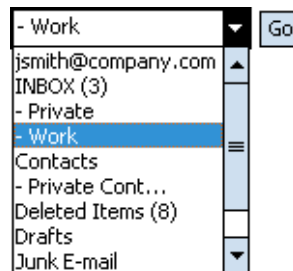 - Work
Go
jsmith@company.com
INBOX (3)
- Private
- Work
Contacts
- Private Cont...
Deleted Items (8)
Drafts
Junk E-mail